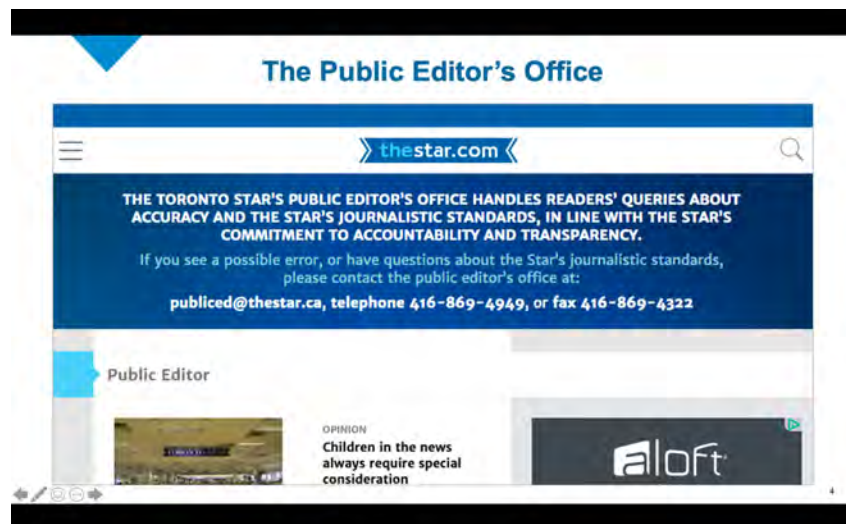 The Public Editor's Office
thestar.com
THE TORONTO STAR'S PUBLIC EDITOR'S OFFICE HANDLES READERS' QUERIES ABOUT
ACCURACY AND THE STAR'S JOURNALISTIC STANDARDS, IN LINE WITH THE STAR'S
COMMITMENT TO ACCOUNTABILITY AND TRANSPARENCY.
If you see a possible error, or have questions about the Star's journalistic standards,
please contact the public editor's office at:
publiced@thestar.ca, telephone 416-869-4949, or fax 416-869-4322
Public Editor
OPINION
Children in the news
always require special
consideration
aloft
4